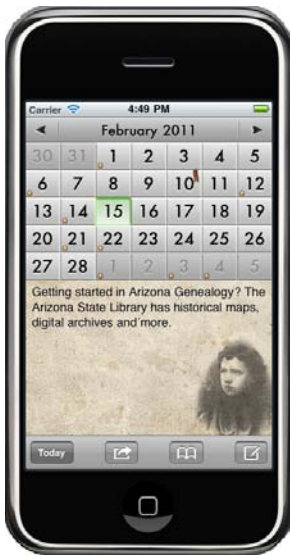 Carrier 4:49 PM
February 2011
30 31 1 2 3 4 5
6 7 8 9 10 11 12
13 14 15 16 17 18 19
20 21 22 23 24 25 26
27 28 1 2 3 4 5
Getting started in Arizona Genealogy? The
Arizona State Library has historical maps,
digital archives and more.
Today